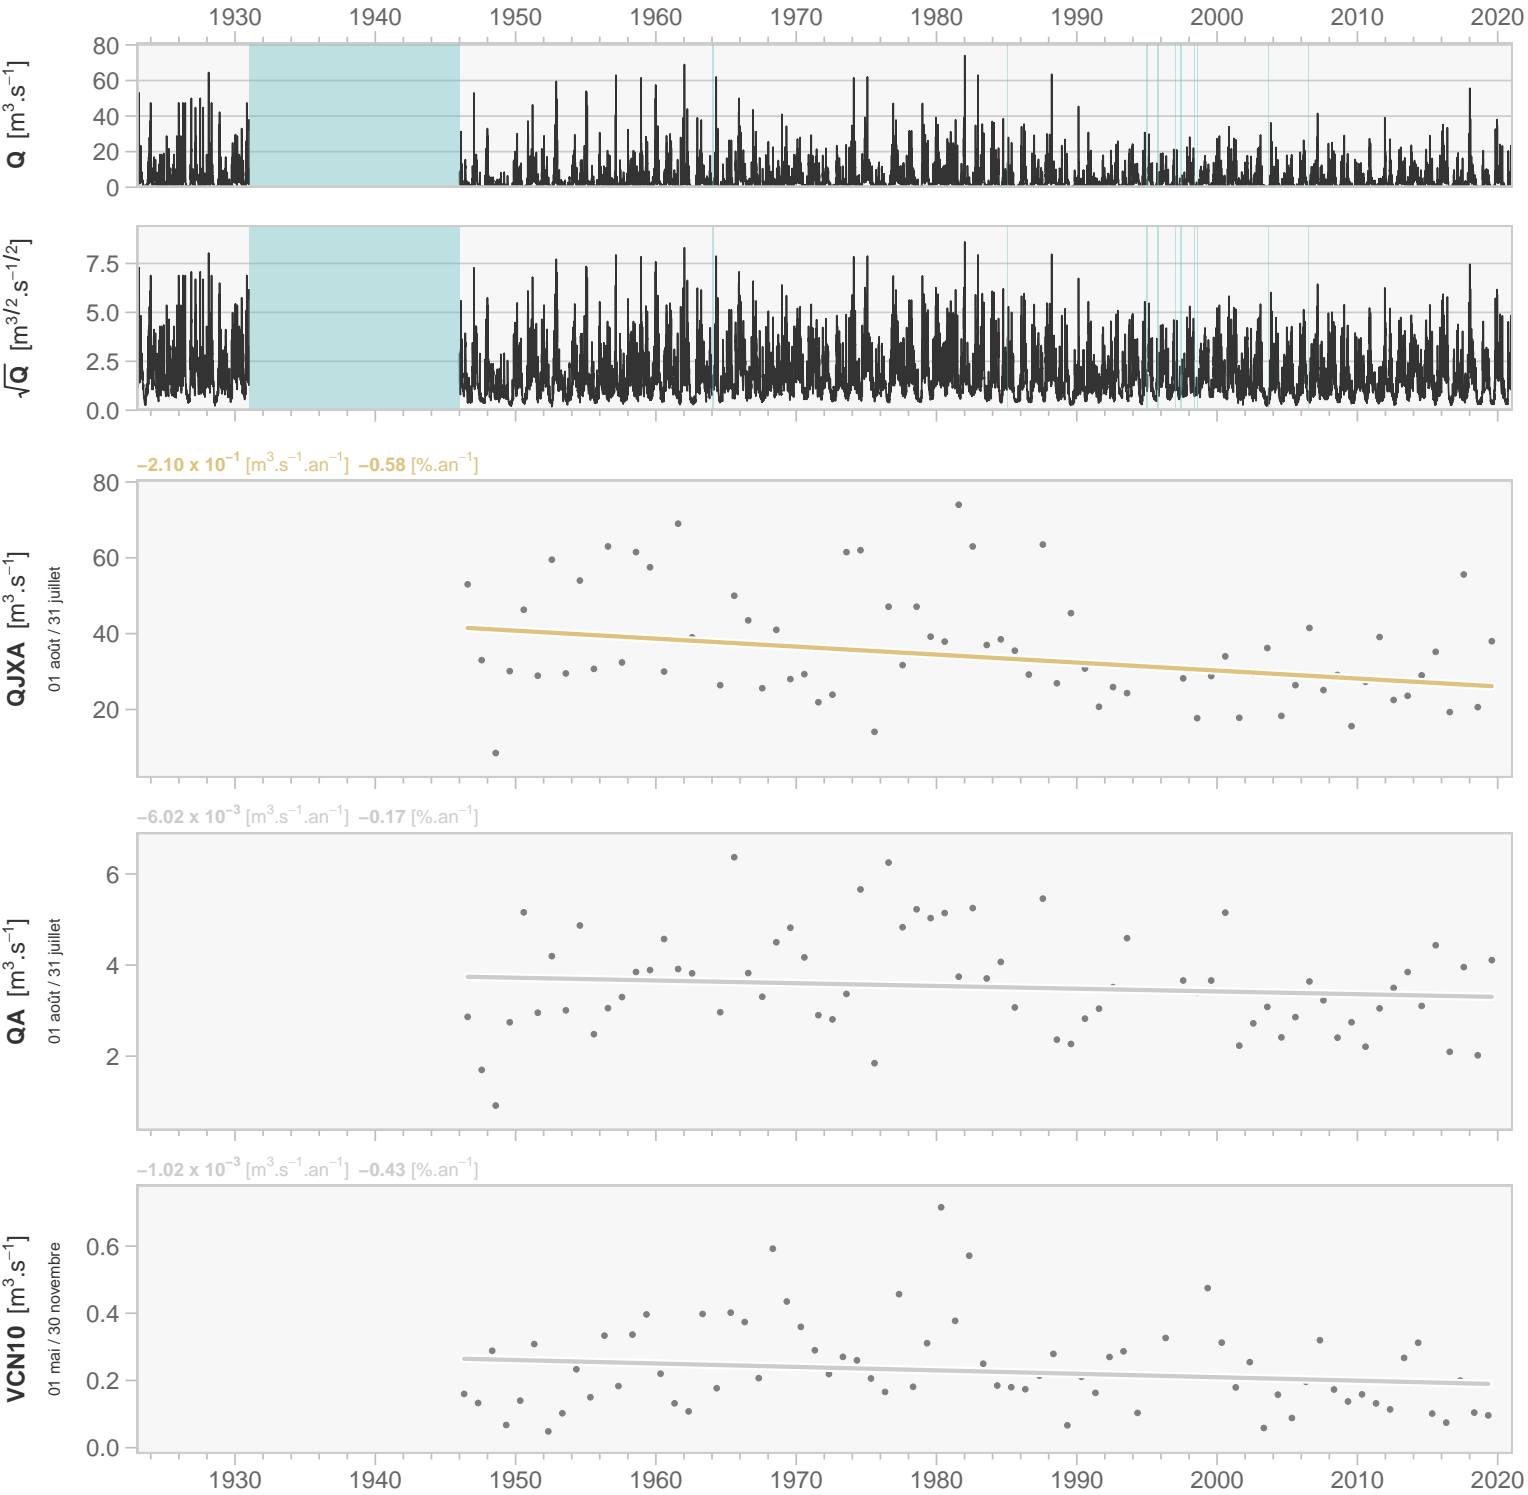 1930 1940 1950 1960 1970 1980 1990 2000 2010 2020
Q [m³.s⁻¹]
80
60
40
20
0
√Q [m³ᐟ².s⁻¹ᐟ²]
7.5
5.0
2.5
0.0
−2.10 x 10⁻¹ [m³.s⁻¹.an⁻¹] −0.58 [%.an⁻¹]
QJXA [m³.s⁻¹]
01 août / 31 juillet
80
60
40
20
−6.02 x 10⁻³ [m³.s⁻¹.an⁻¹] −0.17 [%.an⁻¹]
QA [m³.s⁻¹]
01 août / 31 juillet
6
4
2
−1.02 x 10⁻³ [m³.s⁻¹.an⁻¹] −0.43 [%.an⁻¹]
VCN10 [m³.s⁻¹]
01 mai / 30 novembre
0.6
0.4
0.2
0.0
1930 1940 1950 1960 1970 1980 1990 2000 2010 2020